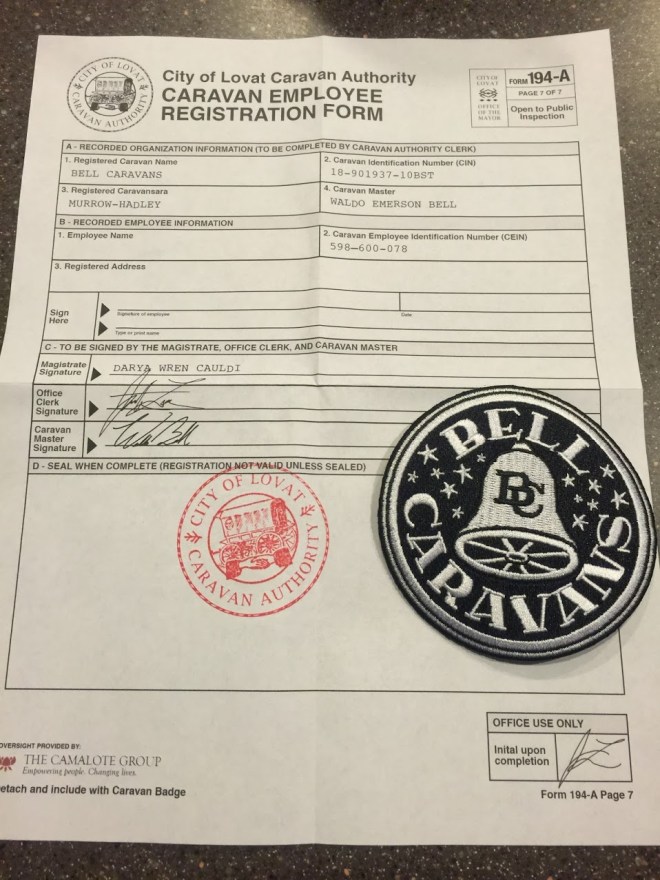 CITY OF LOVAT
CARAVAN AUTHORITY
City of Lovat Caravan Authority
CARAVAN EMPLOYEE
REGISTRATION FORM
CITY OF
LOVAT
OFFICE
OF THE
MAYOR
FORM 194-A
PAGE 7 OF 7
Open to Public
Inspection
A - RECORDED ORGANIZATION INFORMATION (TO BE COMPLETED BY CARAVAN AUTHORITY CLERK)
1. Registered Caravan Name
BELL CARAVANS
2. Caravan Identification Number (CIN)
18-901937-10BST
3. Registered Caravansara
MURROW-HADLEY
4. Caravan Master
WALDO EMERSON BELL
B - RECORDED EMPLOYEE INFORMATION
1. Employee Name
2. Caravan Employee Identification Number (CEIN)
598-600-078
3. Registered Address
Sign
Here
Signature of employee
Date
Type or print name
C - TO BE SIGNED BY THE MAGISTRATE, OFFICE CLERK, AND CARAVAN MASTER
Magistrate
Signature
DARYA WREN CAULDI
Office
Clerk
Signature
Caravan
Master
Signature
D - SEAL WHEN COMPLETE (REGISTRATION NOT VALID UNLESS SEALED)
CITY OF LOVAT
CARAVAN AUTHORITY
BELL
BC
CARAVANS
OVERSIGHT PROVIDED BY:
THE CAMALOTE GROUP
Empowering people. Changing lives.
etach and include with Caravan Badge
OFFICE USE ONLY
Inital upon
completion
Form 194-A Page 7